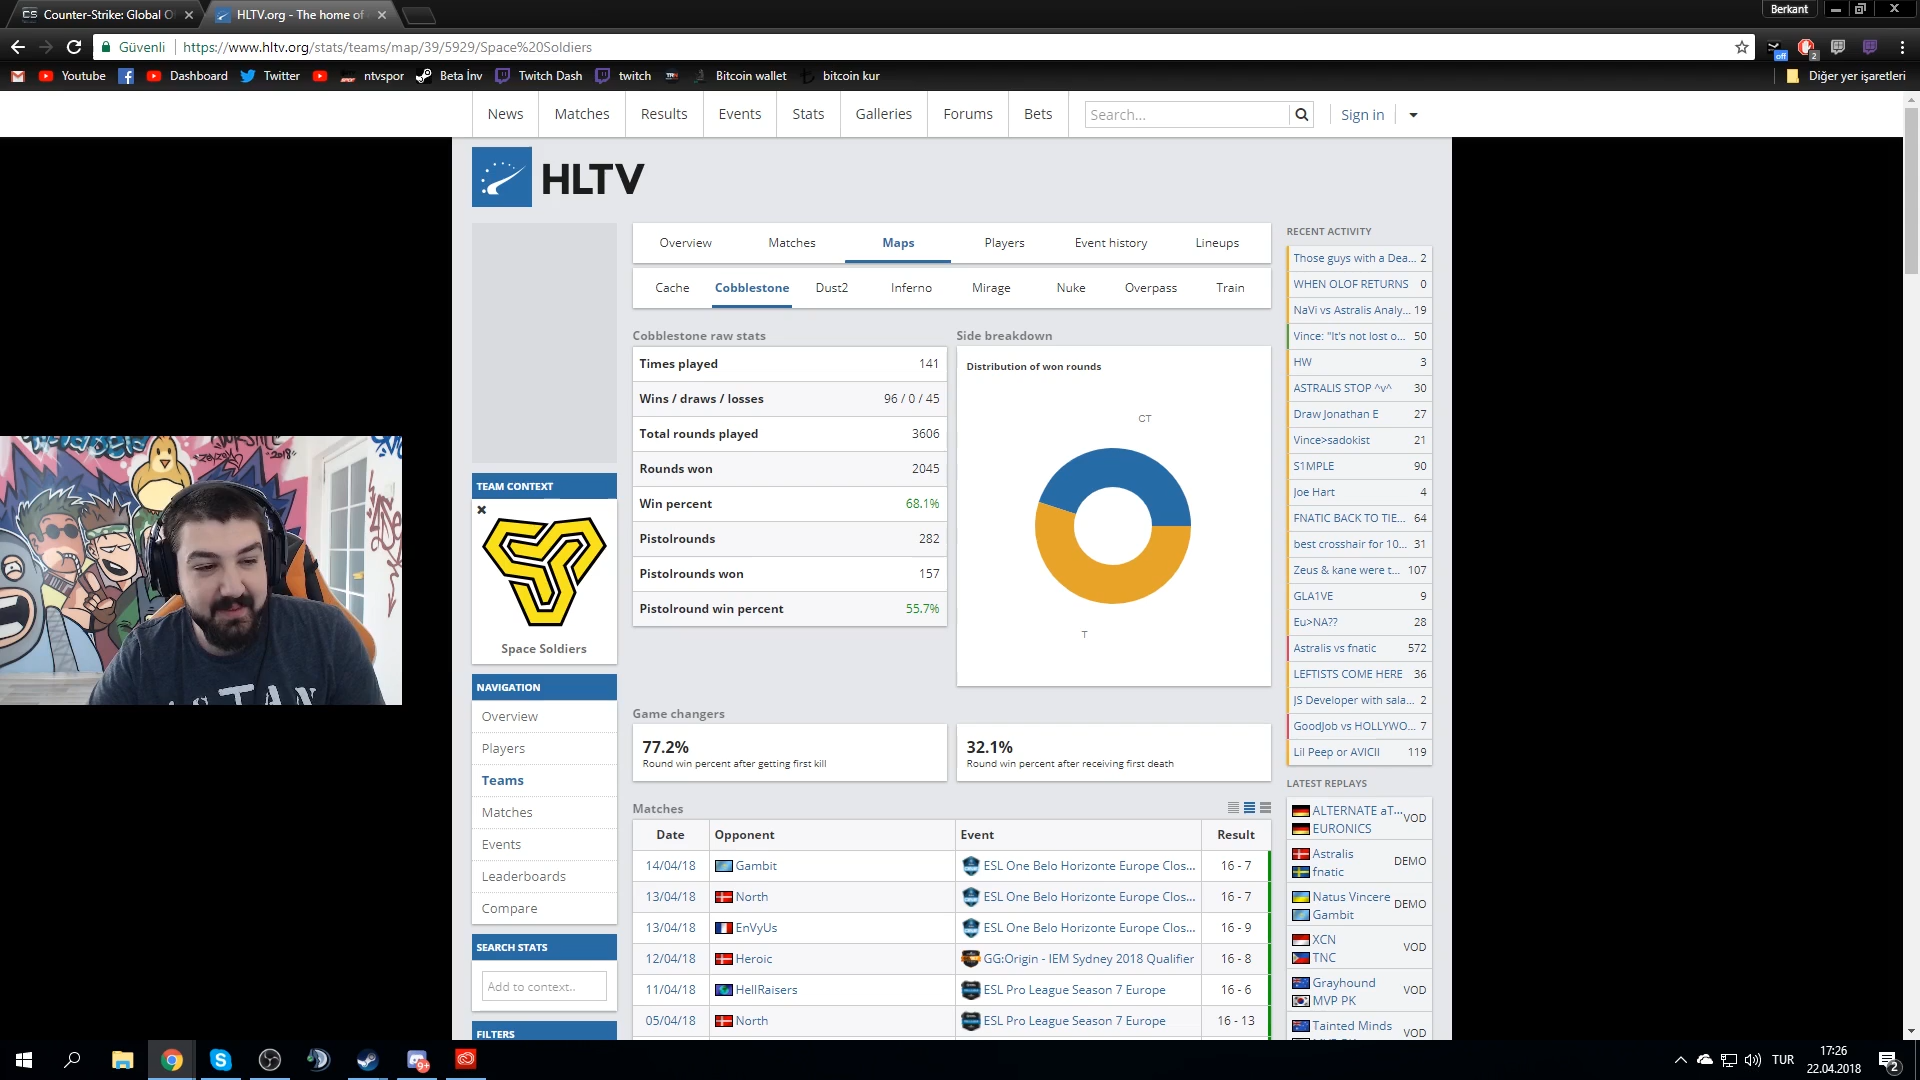 Counter-Strike: Global O
HLTV.org - The home of
Berkant
Güvenli
https://www.hltv.org/stats/teams/map/39/5929/Space%20Soldiers
off
2
Youtube
Dashboard
Twitter
ntvspor
Beta İnv
Twitch Dash
twitch
Bitcoin wallet
bitcoin kur
Diğer yer işaretleri
News
Matches
Results
Events
Stats
Galleries
Forums
Bets
Search...
Sign in
HLTV
Overview
Matches
Maps
Players
Event history
Lineups
Cache
Cobblestone
Dust2
Inferno
Mirage
Nuke
Overpass
Train
Cobblestone raw stats
Times played 141
Wins / draws / losses 96 / 0 / 45
Total rounds played 3606
Rounds won 2045
Win percent 68.1%
Pistolrounds 282
Pistolrounds won 157
Pistolround win percent 55.7%
Side breakdown
Distribution of won rounds
CT
T
TEAM CONTEXT
Space Soldiers
NAVIGATION
Overview
Players
Teams
Matches
Events
Leaderboards
Compare
SEARCH STATS
Add to context..
FILTERS
Game changers
77.2%
Round win percent after getting first kill
32.1%
Round win percent after receiving first death
Matches
Date Opponent Event Result
14/04/18 Gambit ESL One Belo Horizonte Europe Clos... 16 - 7
13/04/18 North ESL One Belo Horizonte Europe Clos... 16 - 7
13/04/18 EnVyUs ESL One Belo Horizonte Europe Clos... 16 - 9
12/04/18 Heroic GG:Origin - IEM Sydney 2018 Qualifier 16 - 8
11/04/18 HellRaisers ESL Pro League Season 7 Europe 16 - 6
05/04/18 North ESL Pro League Season 7 Europe 16 - 13
RECENT ACTIVITY
Those guys with a Dea... 2
WHEN OLOF RETURNS 0
NaVi vs Astralis Analy... 19
Vince: "It's not lost o... 50
HW 3
ASTRALIS STOP ^v^ 30
Draw Jonathan E 27
Vince>sadokist 21
S1MPLE 90
Joe Hart 4
FNATIC BACK TO TIE... 64
best crosshair for 10... 31
Zeus & kane were t... 107
GLA1VE 9
Eu>NA?? 28
Astralis vs fnatic 572
LEFTISTS COME HERE 36
JS Developer with sala... 2
GoodJob vs HOLLYWO... 7
Lil Peep or AVICII 119
LATEST REPLAYS
ALTERNATE aT...
EURONICS
VOD
Astralis
fnatic
DEMO
Natus Vincere
Gambit
DEMO
XCN
TNC
VOD
Grayhound
MVP PK
VOD
Tainted Minds
VOD
9+
TUR
17:26
22.04.2018
2